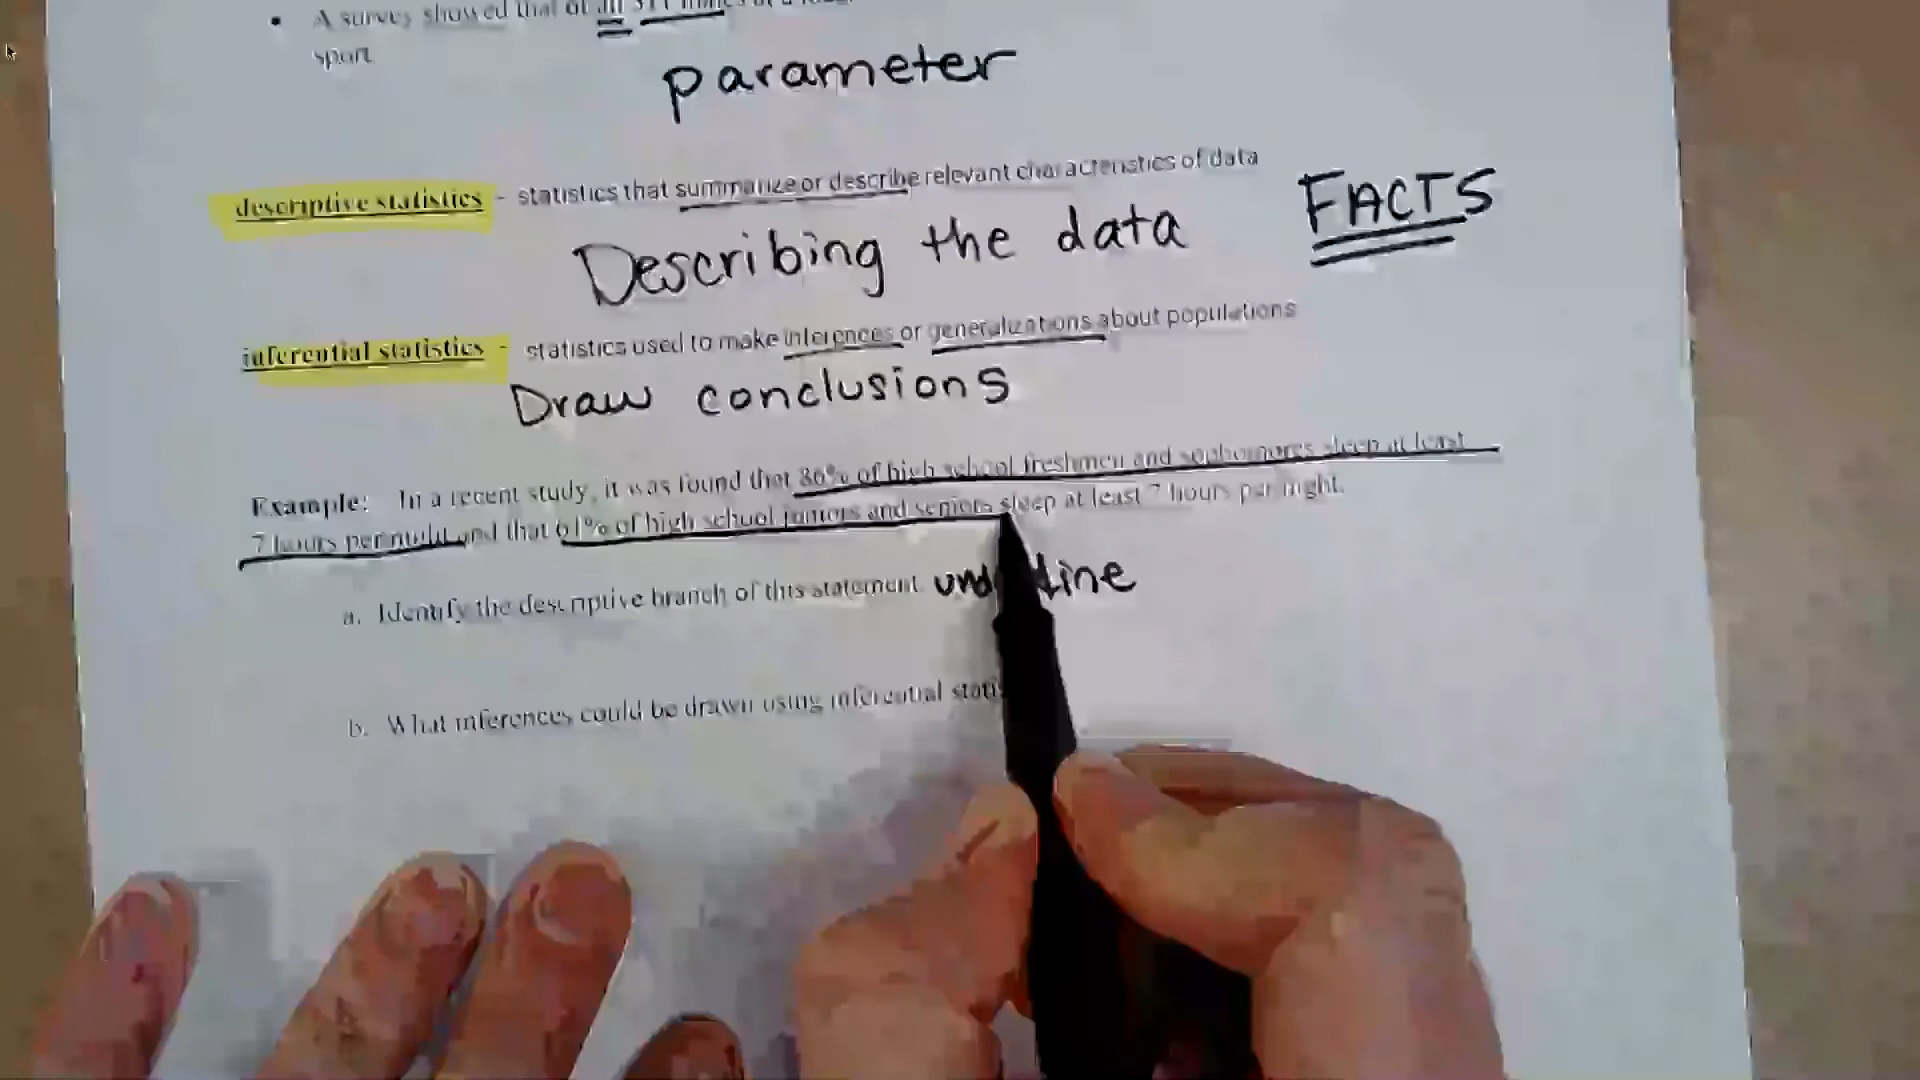 • A survey showed that of all
sport
parameter
descriptive statistics - statistics that summarize or describe relevant characteristics of data
FACTS
Describing the data
inferential statistics - statistics used to make inferences or generalizations about populations
Draw conclusions
Example: In a recent study, it was found that 86% of high school freshmen and sophomores sleep at least
7 hours per night and that 61% of high school juniors and seniors sleep at least 7 hours per night.
a. Identify the descriptive branch of this statement. line
b. What inferences could be drawn using inferential